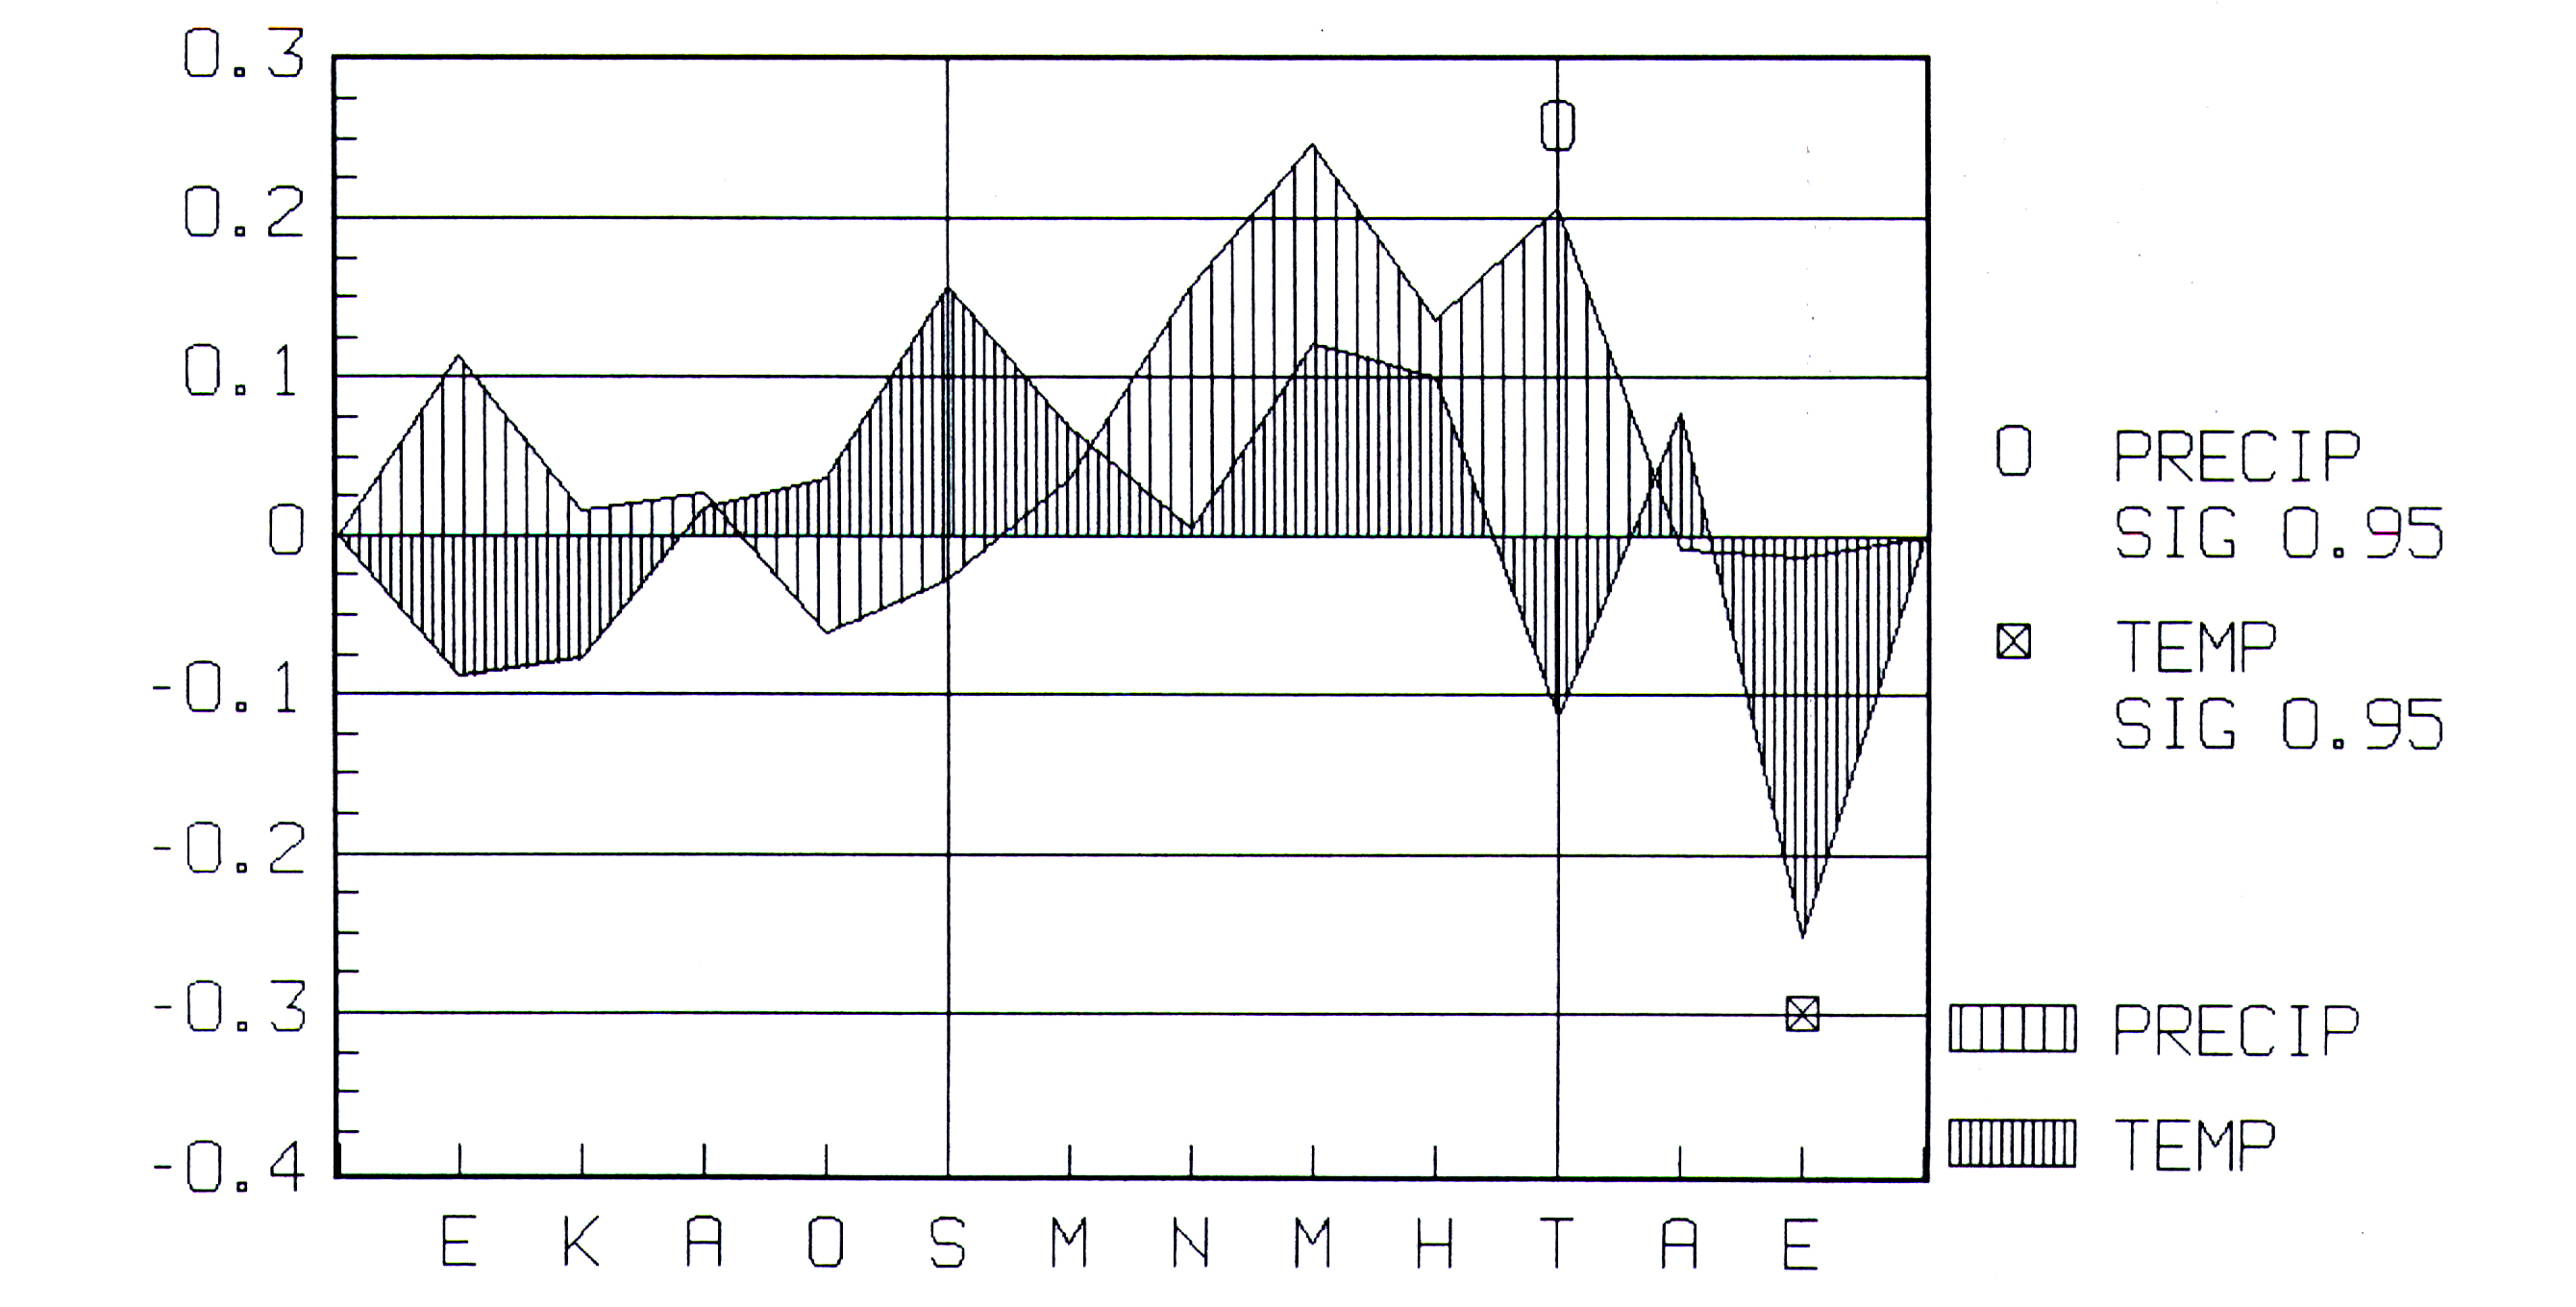 0.3
0.2
0.1
0
-0.1
-0.2
-0.3
-0.4
E K A O S M N M H T A E
PRECIP
SIG 0.95
TEMP
SIG 0.95
PRECIP
TEMP